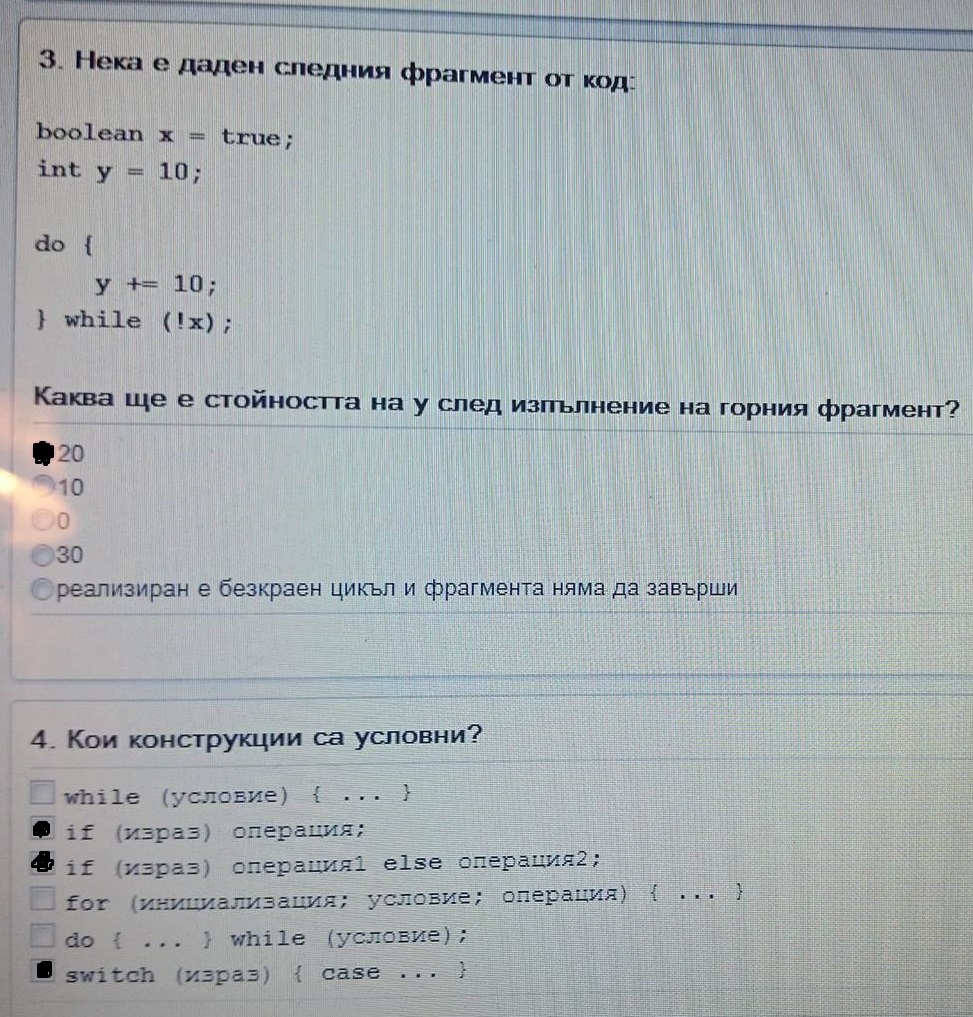 3. Нека е даден следния фрагмент от код:
boolean x = true;
int y = 10;
do {
y += 10;
} while (!x);
Каква ще е стойността на y след изпълнение на горния фрагмент?
20
10
0
30
реализиран е безкраен цикъл и фрагмента няма да завърши
4. Кои конструкции са условни?
while (условие) { ... }
if (израз) операция;
if (израз) операция1 else операция2;
for (инициализация; условие; операция) { ... }
do { ... } while (условие);
switch (израз) { case ... }